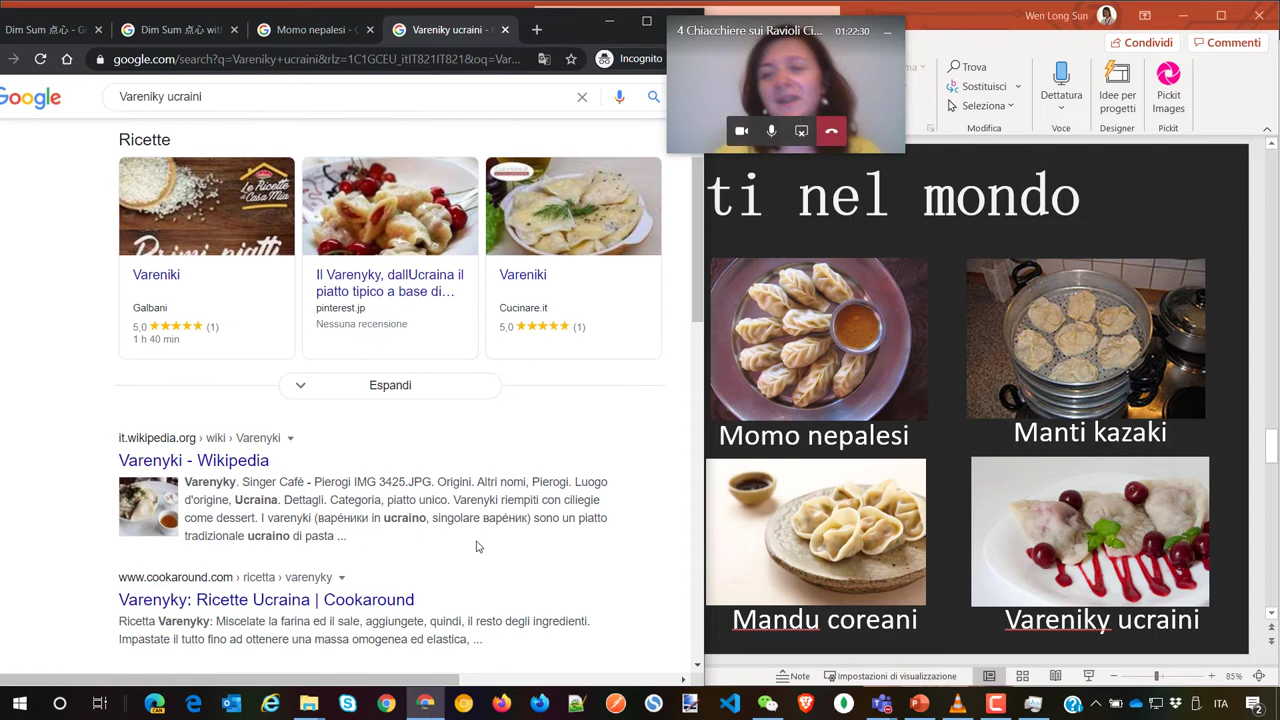 Dim Sum 点心 - G
Dim Sum 点心 with
Momo nepalesi - C
Vareniky ucraini -
google.com/search?q=Vareniky+ucraini&rlz=1C1GCEU_itIT821IT821&oq=Va...
Incognito
Google
Vareniky ucraini
Ricette
Le Ricette
di Casa Mia
Primi piatti
Vareniki
Galbani
5,0 (1)
1 h 40 min
Il Varenyky, dallUcraina il
piatto tipico a base di…
pinterest.jp
Nessuna recensione
Vareniki
Cucinare.it
5,0 (1)
Espandi
it.wikipedia.org › wiki › Varenyki
Varenyki - Wikipedia
Varenyky. Singer Café - Pierogi IMG 3425.JPG. Origini. Altri nomi, Pierogi. Luogo
d'origine, Ucraina. Dettagli. Categoria, piatto unico. Varenyki riempiti con ciliegie
come dessert. I varenyki (варе́ники in ucraino, singolare варе́ник) sono un piatto
tradizionale ucraino di pasta ...
www.cookaround.com › ricetta › varenyky
Varenyky: Ricette Ucraina | Cookaround
Ricetta Varenyky: Miscelate la farina ed il sale, aggiungete, quindi, il resto degli ingredienti.
Impastate il tutto fino ad ottenere una massa omogenea ed elastica, ...
4 Chiacchiere sui Ravioli Ci...
01:22:30
Wen Long Sun
Condividi
Commenti
Trova
Sostituisci
Seleziona
Modifica
Dettatura
Voce
Idee per
progetti
Designer
Pickit
Images
Pickit
ti nel mondo
Momo nepalesi
Manti kazaki
Mandu coreani
Vareniky ucraini
Note
Impostazioni di visualizzazione
85%
ITA
2